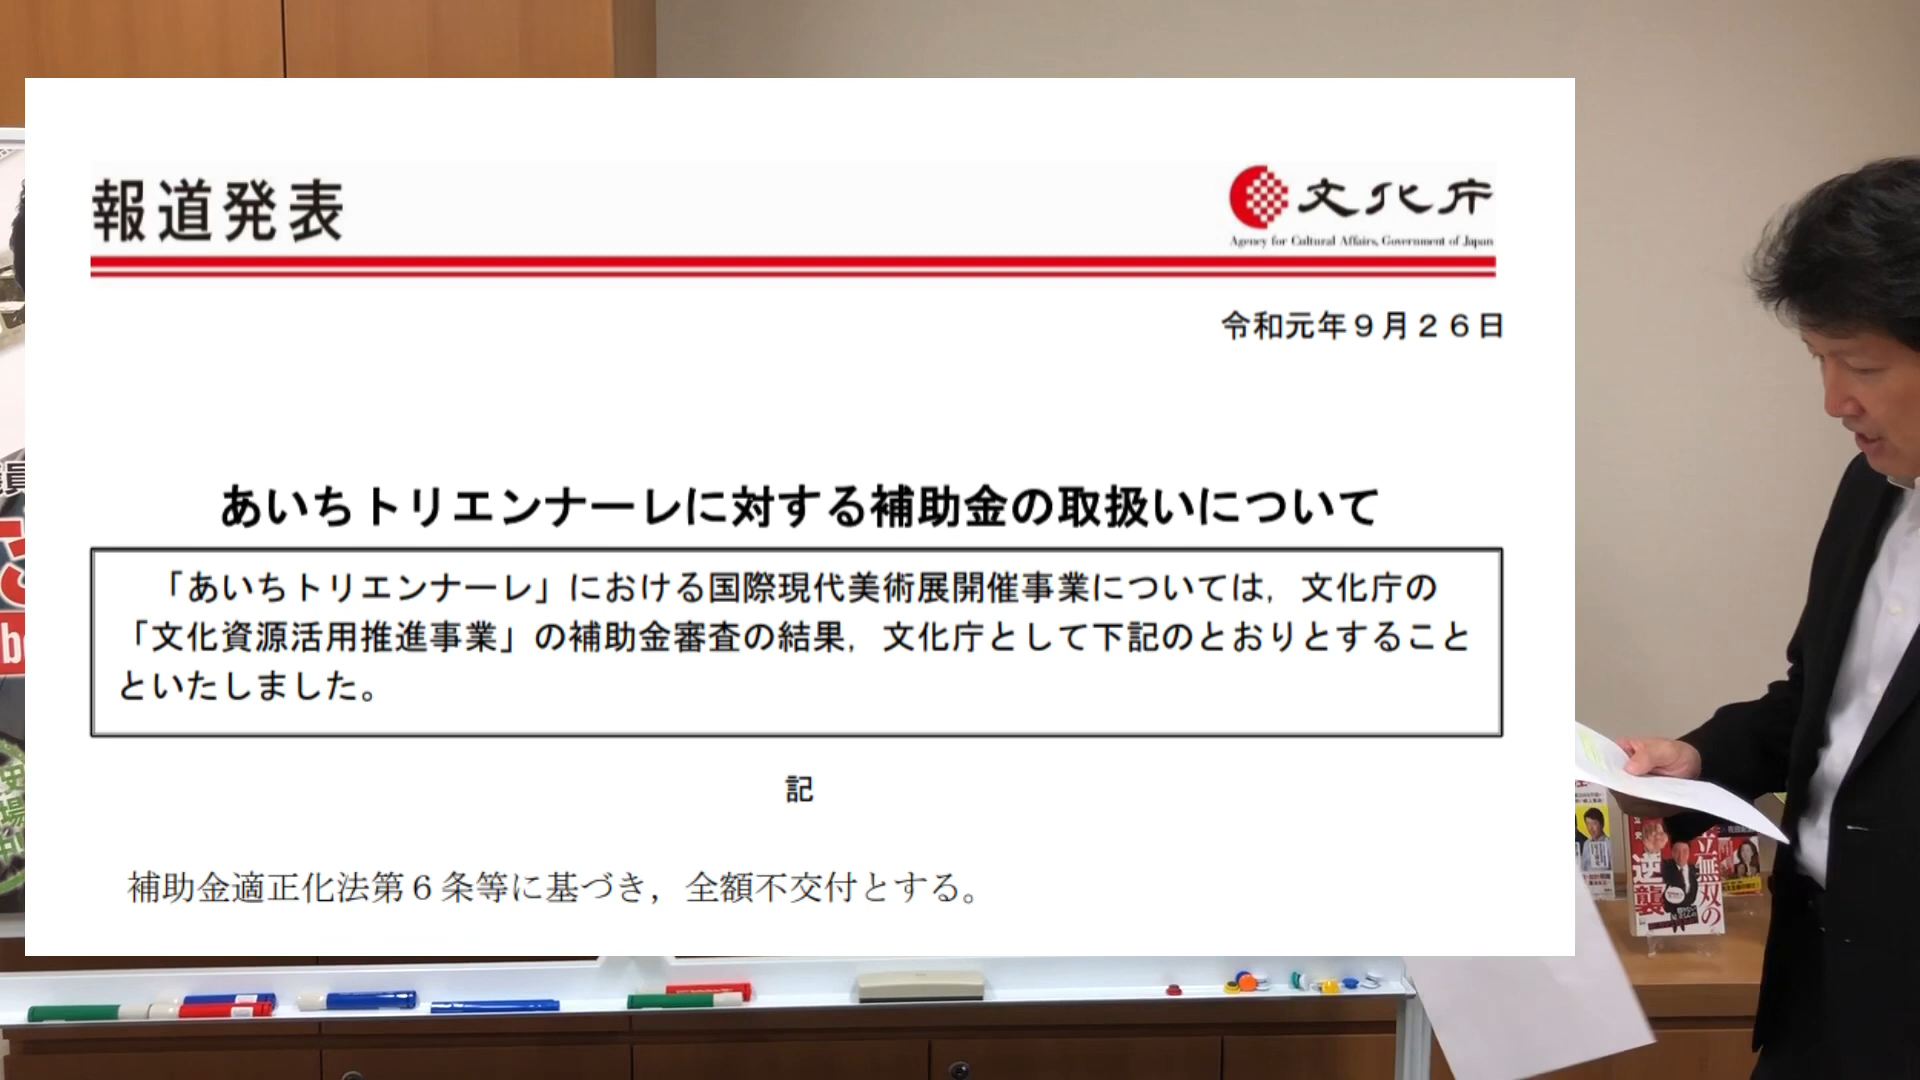 報道発表
文化庁
Agency for Cultural Affairs, Government of Japan
令和元年９月２６日
あいちトリエンナーレに対する補助金の取扱いについて
「あいちトリエンナーレ」における国際現代美術展開催事業については，文化庁の
「文化資源活用推進事業」の補助金審査の結果，文化庁として下記のとおりとすること
といたしました。
記
補助金適正化法第６条等に基づき，全額不交付とする。
立無双の
逆襲